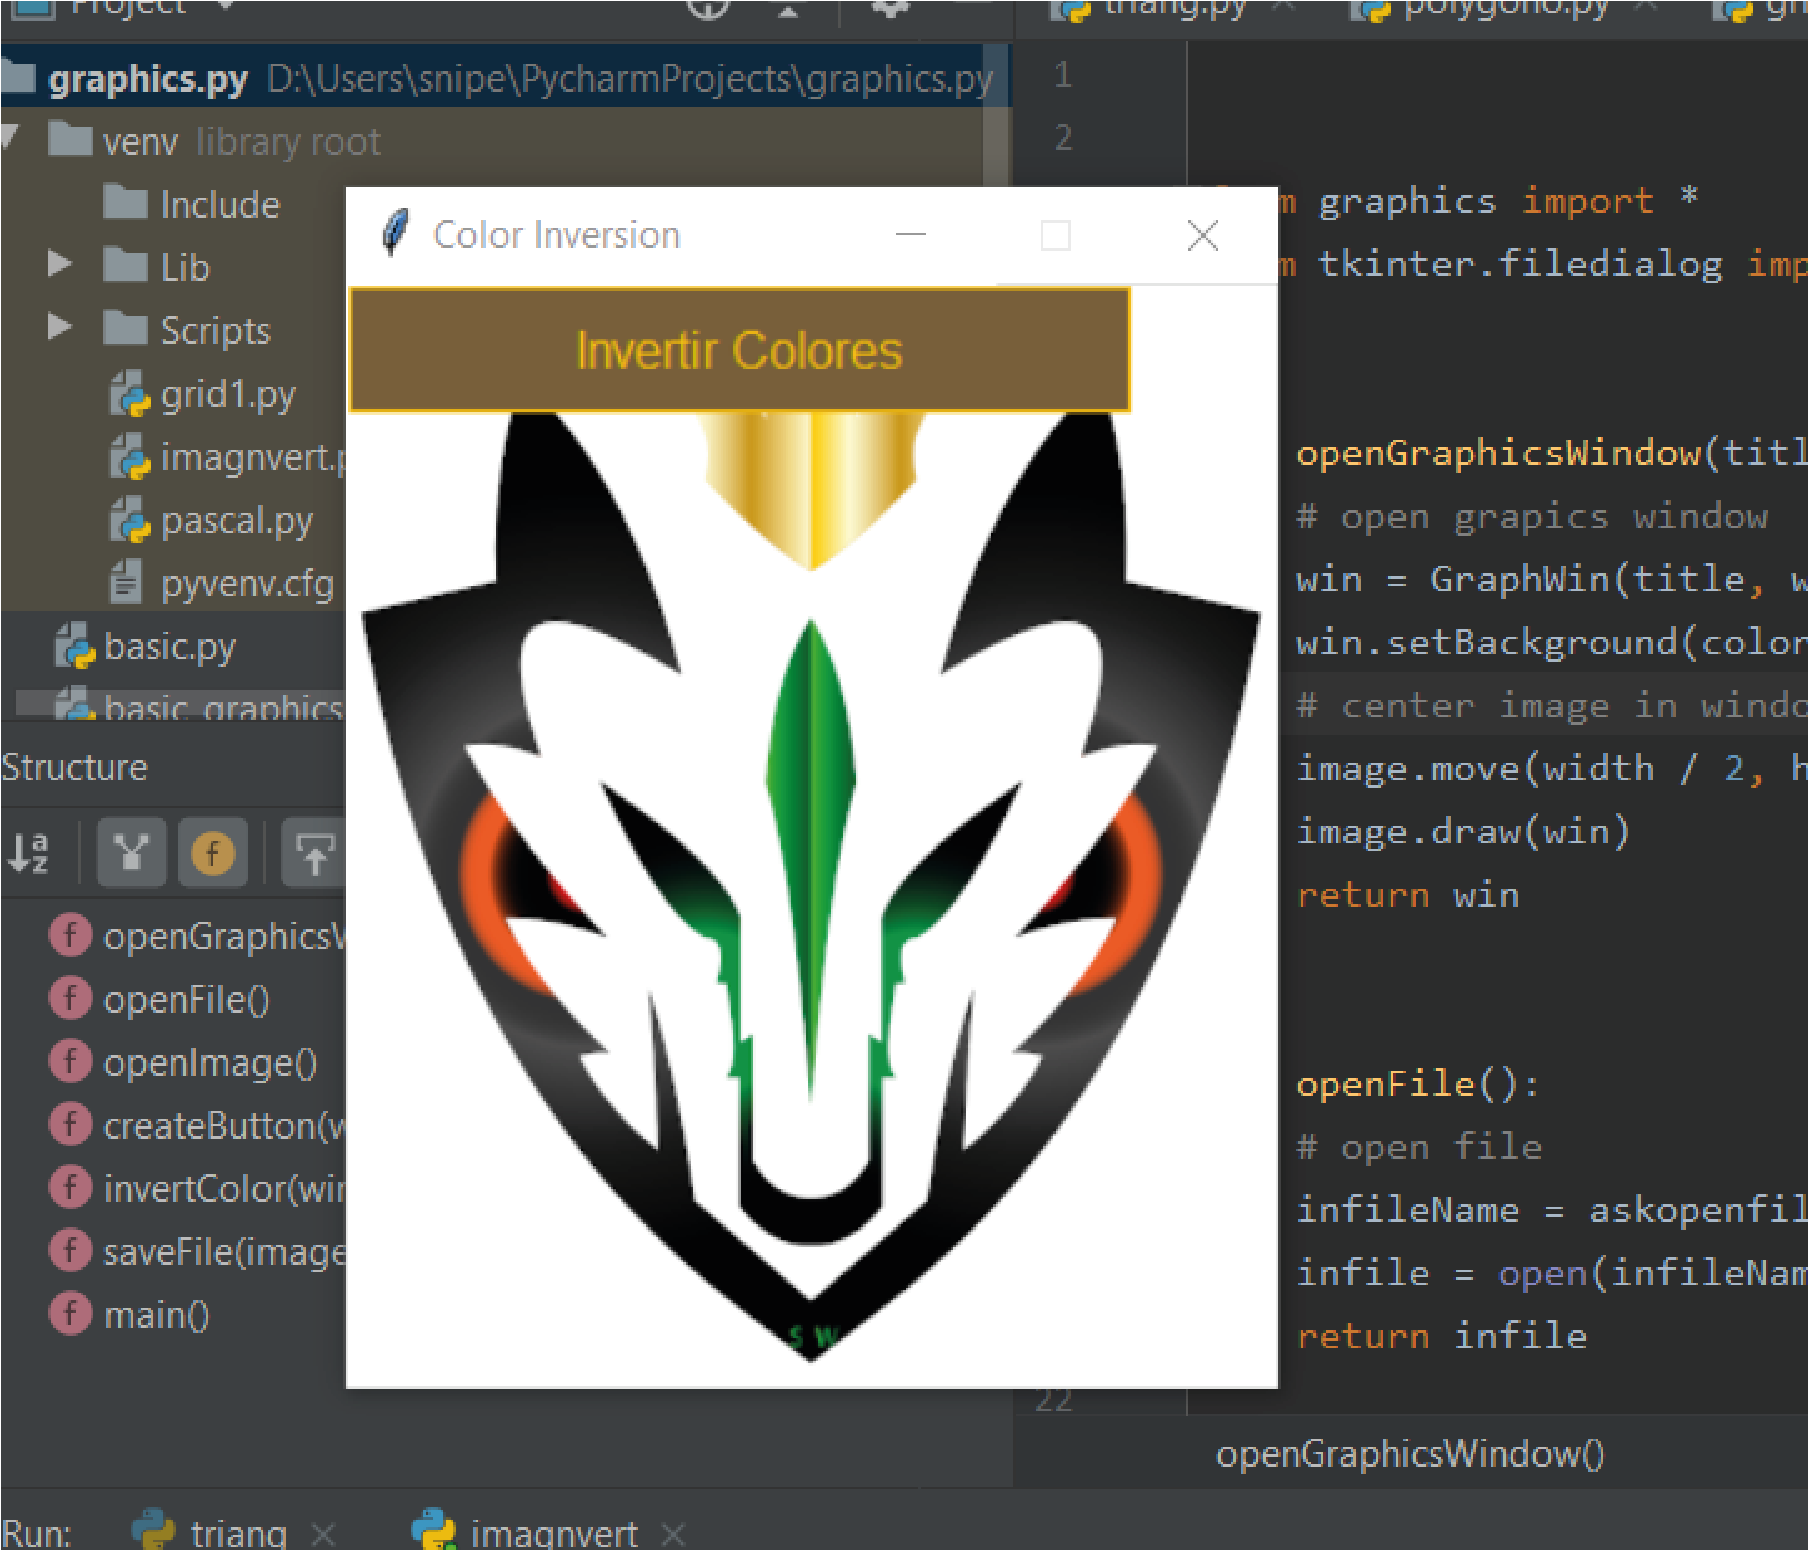 Project
graphics.py D:\Users\snipe\PycharmProjects\graphics.py
venv library root
Include
Lib
Scripts
grid1.py
imagnvert.p
pascal.py
pyvenv.cfg
basic.py
basic_graphics
Structure
openGraphicsW
openFile()
openImage()
createButton(w
invertColor(wir
saveFile(image
main()
Color Inversion
Invertir Colores
S W
triang.py
polygono.py
1
2
m graphics import *
m tkinter.filedialog imp
openGraphicsWindow(titl
# open grapics window
win = GraphWin(title, w
win.setBackground(color
# center image in windo
image.move(width / 2, h
image.draw(win)
return win
openFile():
# open file
infileName = askopenfil
infile = open(infileNam
return infile
22
openGraphicsWindow()
Run:
triang
imagnvert